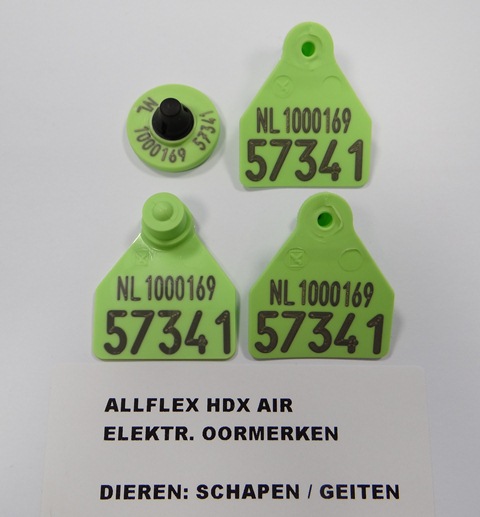 NL
1000169
57341
NL 1000169
57341
NL 1000169
57341
NL 1000169
57341
ALLFLEX HDX AIR
ELEKTR. OORMERKEN
DIEREN: SCHAPEN / GEITEN